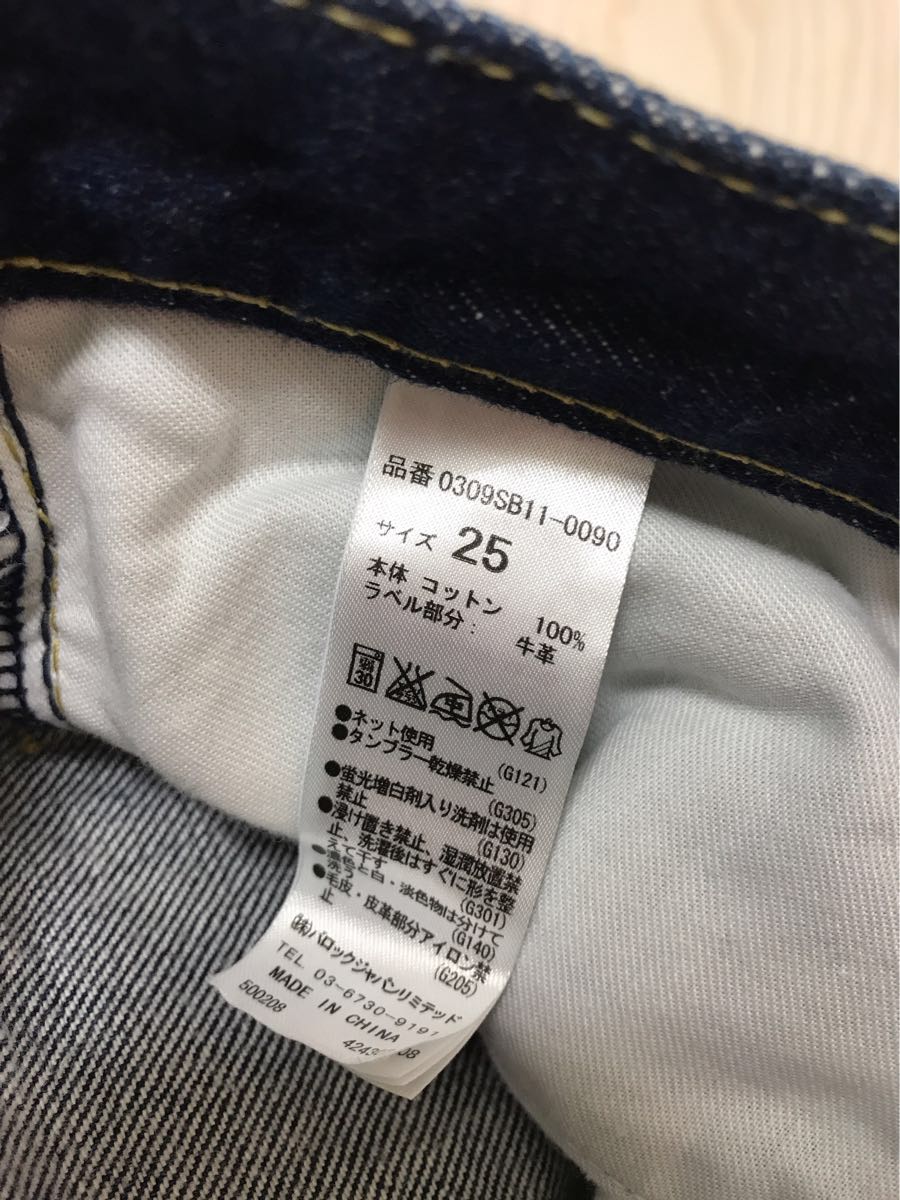 品番 0309SB11-0090
サイズ 25
本体 コットン 100%
ラベル部分: 牛革
弱 30 中
●ネット使用 (G121)
●タンブラー乾燥禁止 (G305)
●蛍光増白剤入り洗剤は使用
禁止 (G130)
●浸け置き禁止、湿潤放置禁
止、洗濯後はすぐに形を整
えて干す (G301)
色と白・淡色物は分けて
洗う (G140)
●毛皮・皮革部分アイロン禁
止 (G205)
(株)バロックジャパンリミテッド
TEL 03-6730-9191
MADE IN CHINA
500208